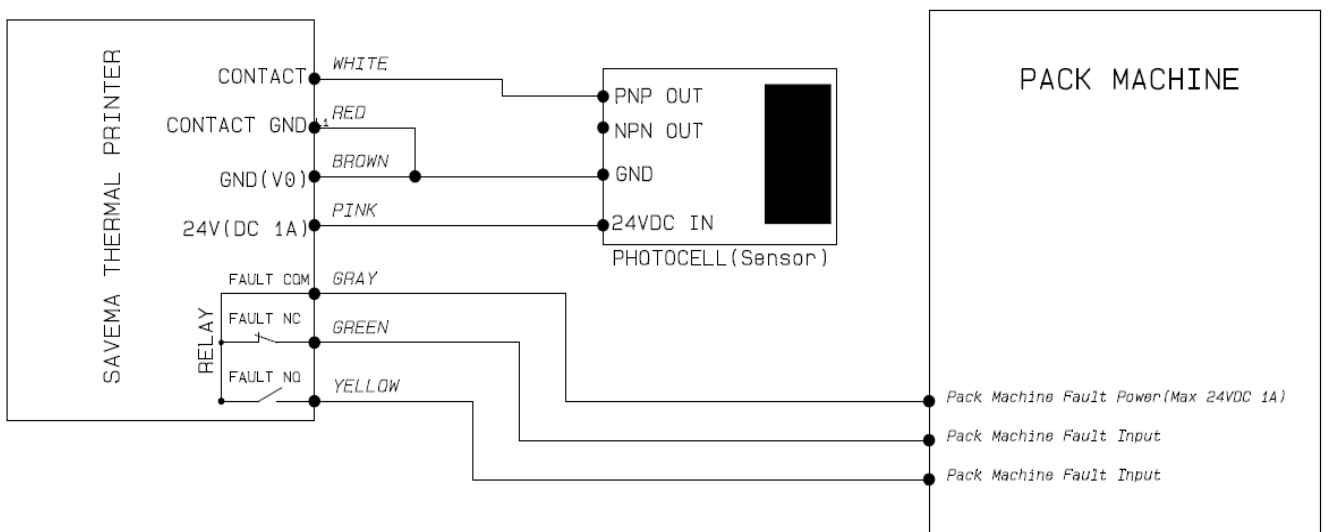 SAVEMA THERMAL PRINTER
CONTACT
WHITE
CONTACT GND
L1
RED
GND(V0)
BROWN
24V(DC 1A)
PINK
FAULT COM
GRAY
RELAY
FAULT NC
GREEN
FAULT NO
YELLOW
PNP OUT
NPN OUT
GND
24VDC IN
PHOTOCELL(Sensor)
PACK MACHINE
Pack Machine Fault Power(Max 24VDC 1A)
Pack Machine Fault Input
Pack Machine Fault Input